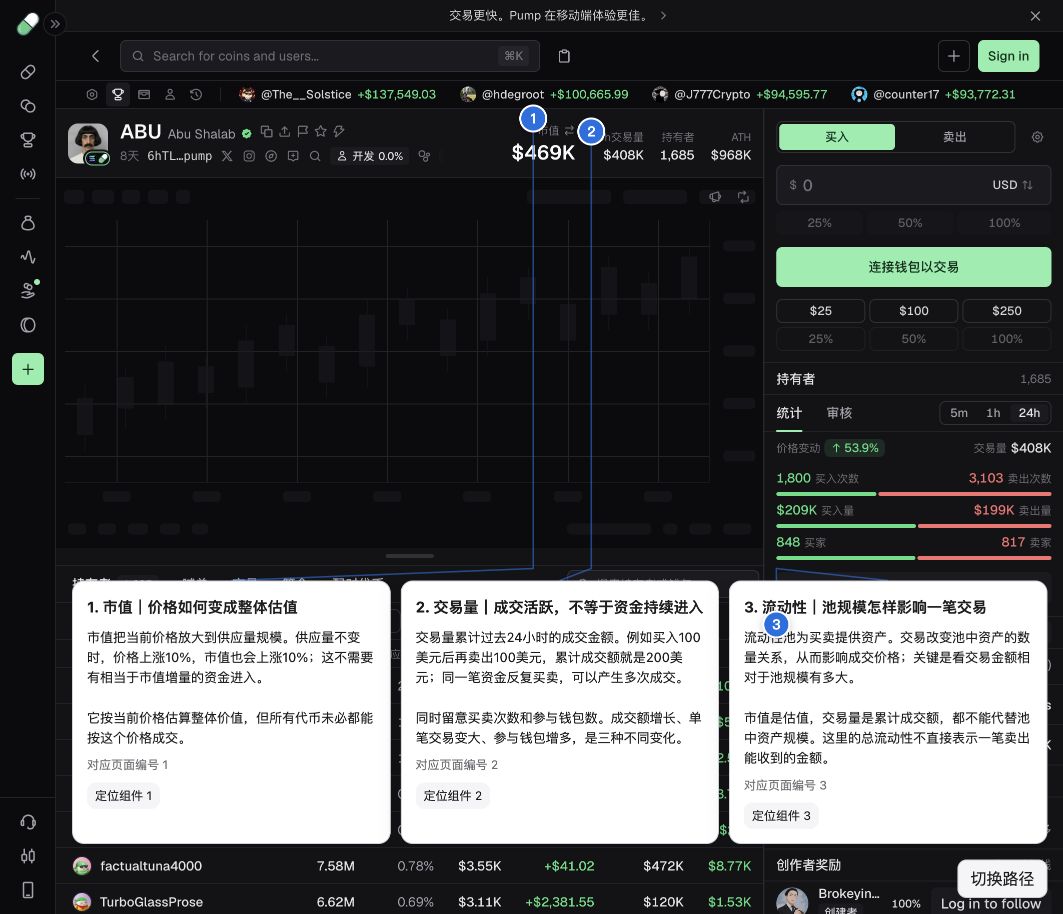 交易更快。Pump 在移动端体验更佳。
Search for coins and users...
⌘K
Sign in
@The__Solstice +$137,549.03
@hdegroot +$100,665.99
@J777Crypto +$94,595.77
@counter17 +$93,772.31
ABU Abu Shalab
8天 6hTL...pump
开发 0.0%
1
市值
$469K
2
h交易量
$408K
持有者
1,685
ATH
$968K
买入
卖出
$ 0
USD
25%
50%
100%
连接钱包以交易
$25
$100
$250
25%
50%
100%
持有者
1,685
统计
审核
5m
1h
24h
价格变动 ↑ 53.9%
交易量 $408K
1,800 买入次数
3,103 卖出次数
$209K 买入量
$199K 卖出量
848 买家
817 卖家
1. 市值｜价格如何变成整体估值
市值把当前价格放大到供应量规模。供应量不变
时，价格上涨10%，市值也会上涨10%；这不需要
有相当于市值增量的资金进入。
它按当前价格估算整体价值，但所有代币未必都能
按这个价格成交。
对应页面编号 1
定位组件 1
2. 交易量｜成交活跃，不等于资金持续进入
交易量累计过去24小时的成交金额。例如买入100
美元后再卖出100美元，累计成交额就是200美
元；同一笔资金反复买卖，可以产生多次成交。
同时留意买卖次数和参与钱包数。成交额增长、单
笔交易变大、参与钱包增多，是三种不同变化。
对应页面编号 2
定位组件 2
3. 流动性｜池规模怎样影响一笔交易
3
流动性池为买卖提供资产。交易改变池中资产的数
量关系，从而影响成交价格；关键是看交易金额相
对于池规模有多大。
市值是估值，交易量是累计成交额，都不能代替池
中资产规模。这里的总流动性不直接表示一笔卖出
能收到的金额。
对应页面编号 3
定位组件 3
factualtuna4000 7.58M 0.78% $3.55K +$41.02 $472K $8.77K
TurboGlassProse 6.62M 0.69% $3.11K +$2,381.55 $120K $1.53K
创建者奖励
Brokeyin...
创建者
100%
切换路径
Log in to follow